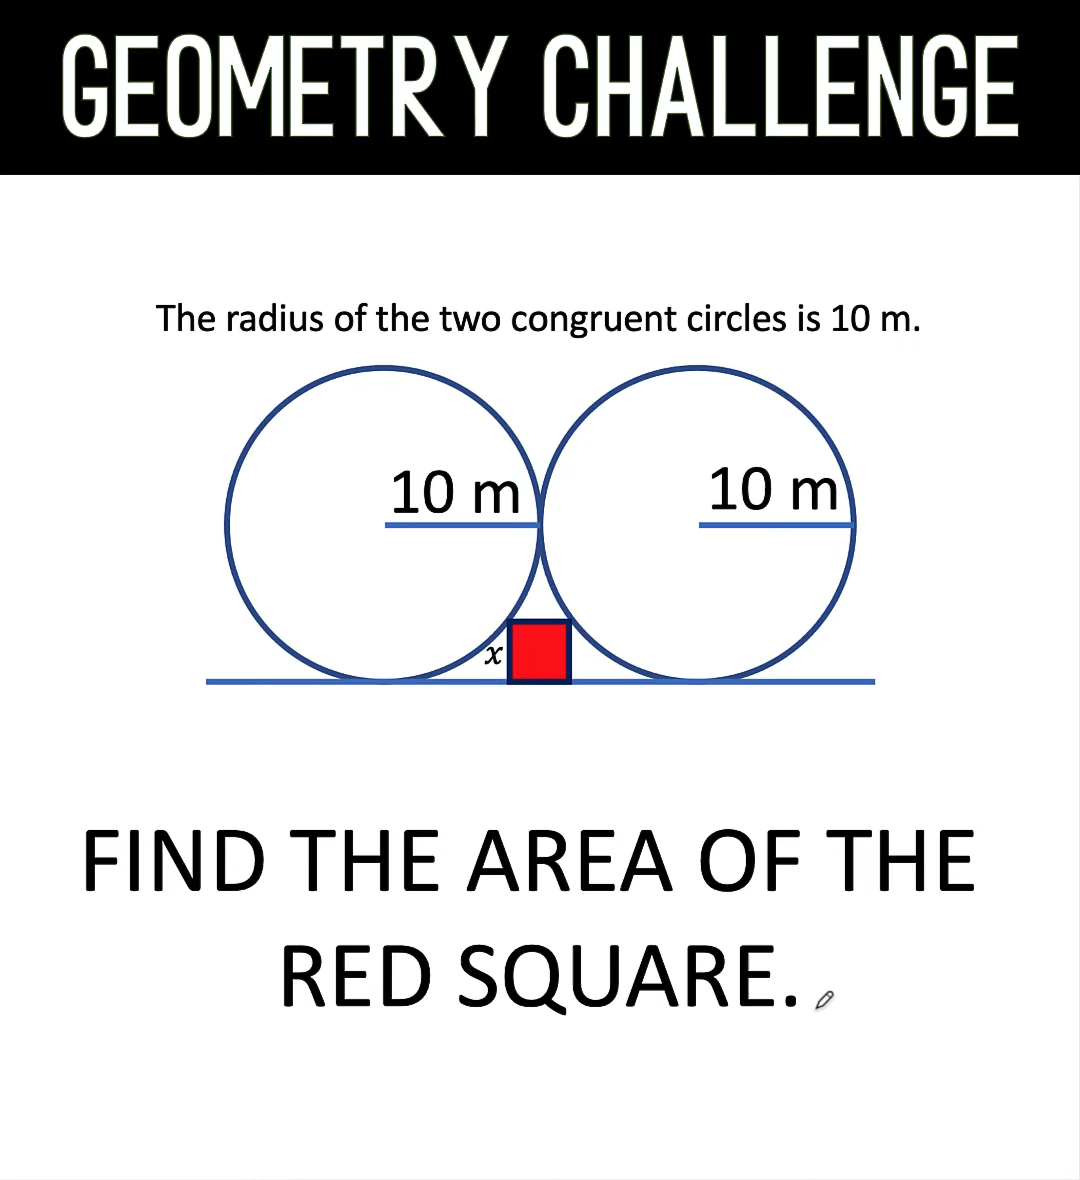 GEOMETRY CHALLENGE
The radius of the two congruent circles is 10 m.
10 m
10 m
x
FIND THE AREA OF THE
RED SQUARE.